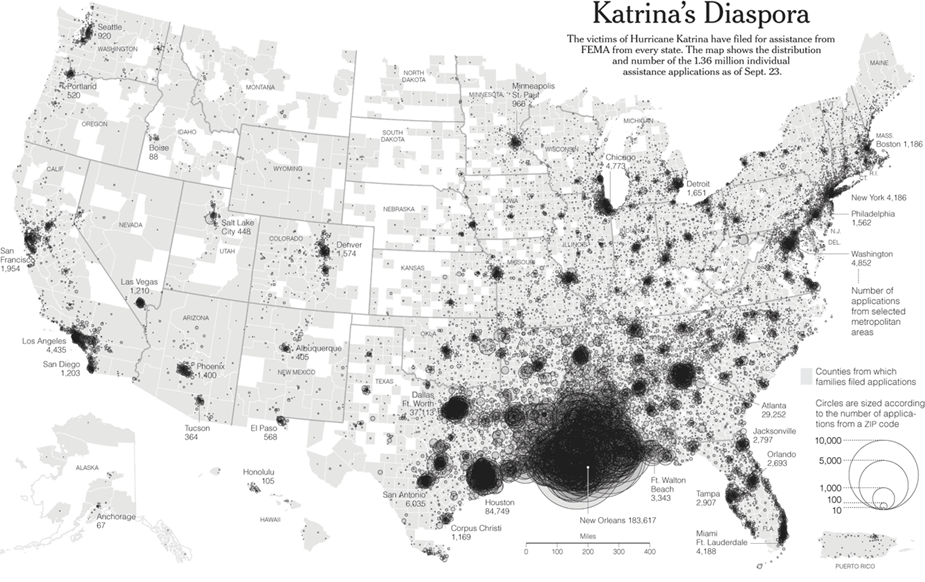 Katrina's Diaspora
The victims of Hurricane Katrina have filed for assistance from
FEMA from every state. The map shows the distribution
and number of the 1.36 million individual
assistance applications as of Sept. 23.
Seattle
920
WASHINGTON
Portland
520
OREGON
Boise
88
IDAHO
MONTANA
NORTH
DAKOTA
SOUTH
DAKOTA
MINNESOTA
Minneapolis
St. Paul
966
WISCONSIN
MICHIGAN
MAINE
MASS.
Boston 1,186
R.I.
CALIF
NEVADA
WYOMING
NEBRASKA
IOWA
Chicago
4,773
Detroit
1,651
New York 4,186
Philadelphia
1,562
N.J.
DEL.
Washington
4,852
San
Francisco
1,954
Salt Lake
City 448
UTAH
COLORADO
Denver
1,574
KANSAS
MISSOURI
ILLINOIS
KY.
PA.
Las Vegas
1,210
Los Angeles
4,435
San Diego
1,203
ARIZONA
Phoenix
1,400
Albuquerque
405
NEW MEXICO
OKLA.
TEXAS
Dallas
Ft. Worth
37,113
Tucson
364
El Paso
568
Number of
applications
from selected
metropolitan
areas
Counties from which
families filed applications
Circles are sized according
to the number of applica-
tions from a ZIP code
10,000
5,000
1,000
100
10
Atlanta
29,252
Jacksonville
2,797
Orlando
2,693
Tampa
2,907
FLA.
Miami
Ft. Lauderdale
4,188
Ft. Walton
Beach
3,343
New Orleans 183,617
Houston
84,749
San Antonio
6,035
Corpus Christi
1,169
ALASKA
Anchorage
67
Honolulu
105
HAWAII
Miles
0 100 200 300 400
PUERTO RICO